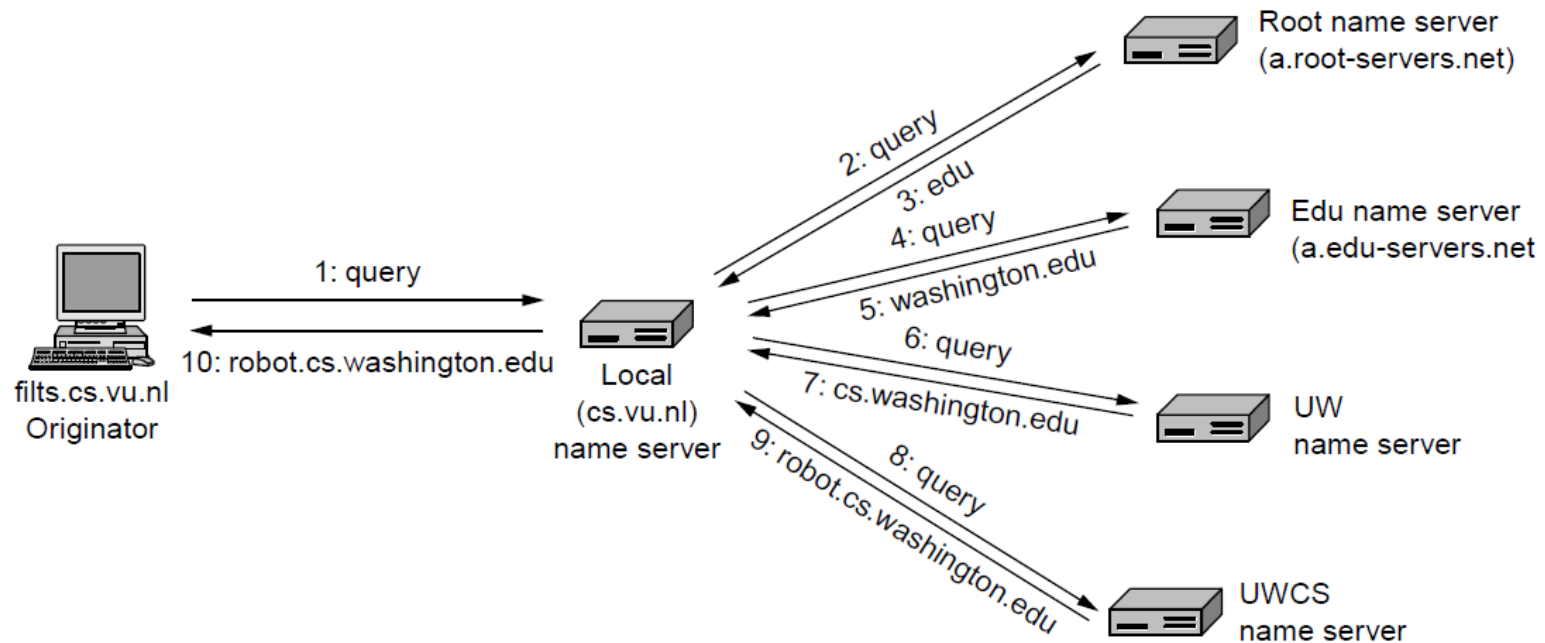 Root name server
(a.root-servers.net)
2: query
3: edu
Edu name server
(a.edu-servers.net
4: query
5: washington.edu
1: query
10: robot.cs.washington.edu
filts.cs.vu.nl
Originator
Local
(cs.vu.nl)
name server
6: query
7: cs.washington.edu
UW
name server
8: query
9: robot.cs.washington.edu
UWCS
name server